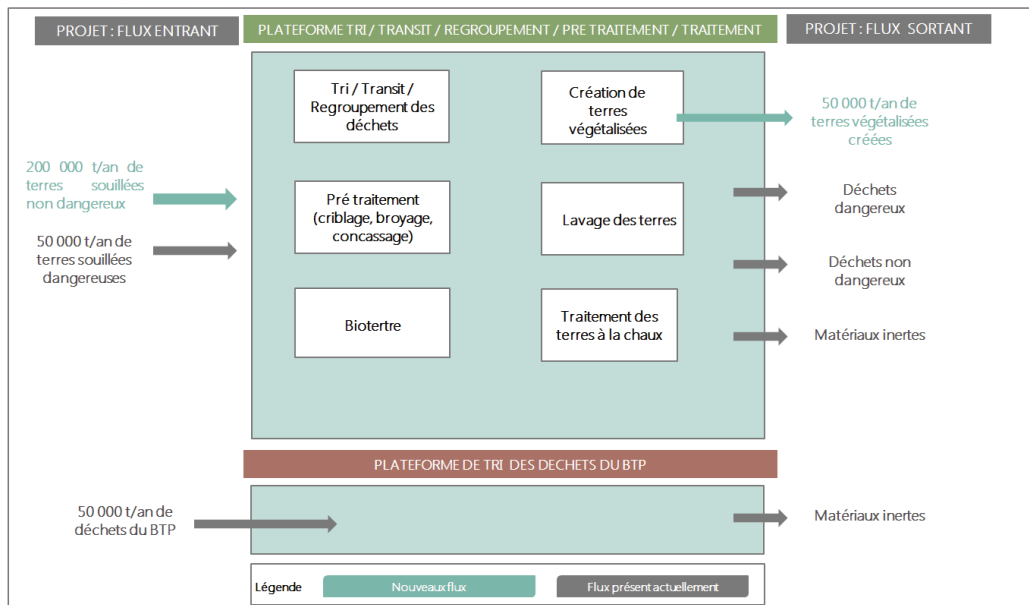 PROJET : FLUX ENTRANT
PLATEFORME TRI / TRANSIT / REGROUPEMENT / PRE TRAITEMENT / TRAITEMENT
PROJET : FLUX SORTANT
Tri / Transit /
Regroupement des
déchets
Création de
terres
végétalisées
50 000 t/an de
terres végétalisées
créées
200 000 t/an de
terres souillées
non dangereux
Pré traitement
(criblage, broyage,
concassage)
Lavage des terres
Déchets
dangereux
50 000 t/an de
terres souillées
dangereuses
Déchets non
dangereux
Biotertre
Traitement des
terres à la chaux
Matériaux inertes
PLATEFORME DE TRI DES DECHETS DU BTP
50 000 t/an de
déchets du BTP
Matériaux inertes
Légende
Nouveaux flux
Flux présent actuellement